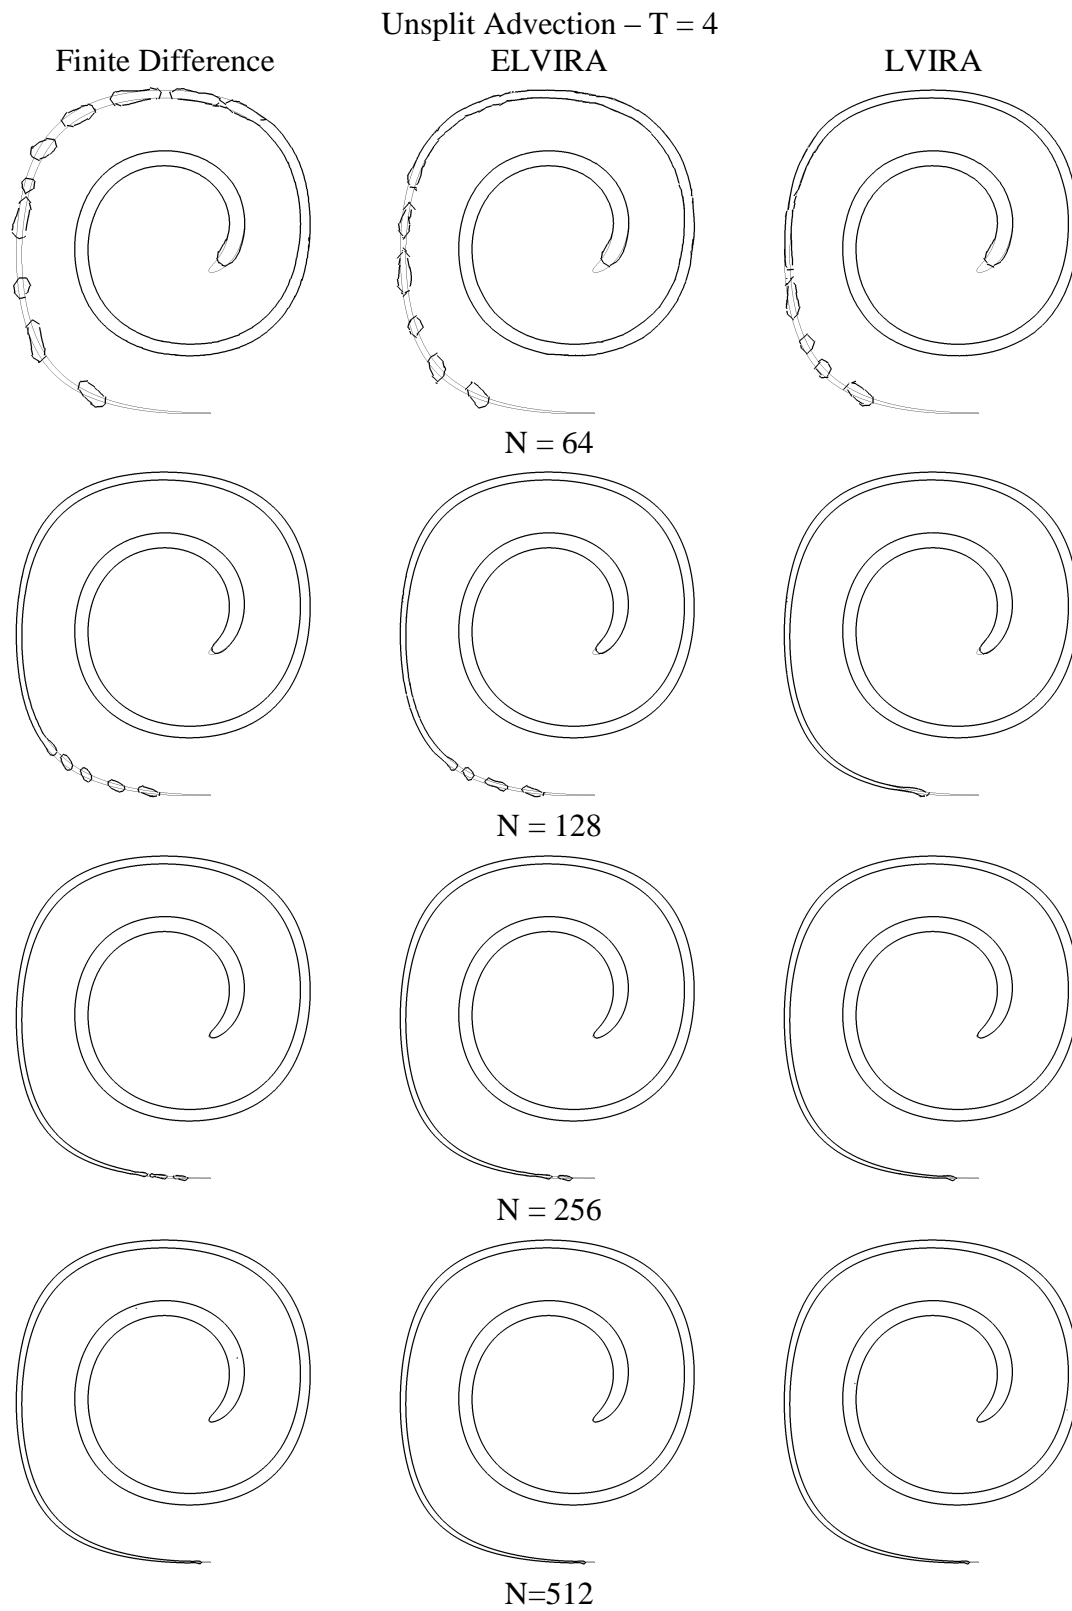 Unsplit Advection – T = 4
Finite Difference ELVIRA LVIRA
N = 64
N = 128
N = 256
N=512